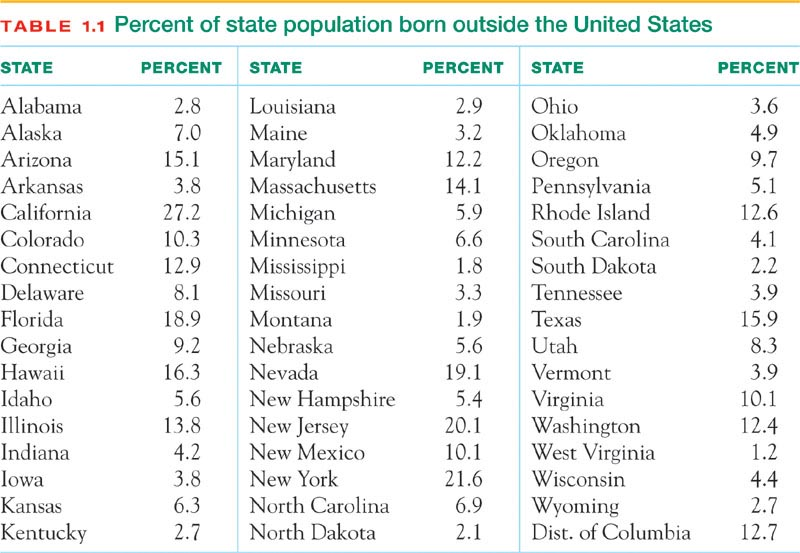 TABLE 1.1 Percent of state population born outside the United States
STATE PERCENT STATE PERCENT STATE PERCENT
Alabama 2.8 Louisiana 2.9 Ohio 3.6
Alaska 7.0 Maine 3.2 Oklahoma 4.9
Arizona 15.1 Maryland 12.2 Oregon 9.7
Arkansas 3.8 Massachusetts 14.1 Pennsylvania 5.1
California 27.2 Michigan 5.9 Rhode Island 12.6
Colorado 10.3 Minnesota 6.6 South Carolina 4.1
Connecticut 12.9 Mississippi 1.8 South Dakota 2.2
Delaware 8.1 Missouri 3.3 Tennessee 3.9
Florida 18.9 Montana 1.9 Texas 15.9
Georgia 9.2 Nebraska 5.6 Utah 8.3
Hawaii 16.3 Nevada 19.1 Vermont 3.9
Idaho 5.6 New Hampshire 5.4 Virginia 10.1
Illinois 13.8 New Jersey 20.1 Washington 12.4
Indiana 4.2 New Mexico 10.1 West Virginia 1.2
Iowa 3.8 New York 21.6 Wisconsin 4.4
Kansas 6.3 North Carolina 6.9 Wyoming 2.7
Kentucky 2.7 North Dakota 2.1 Dist. of Columbia 12.7